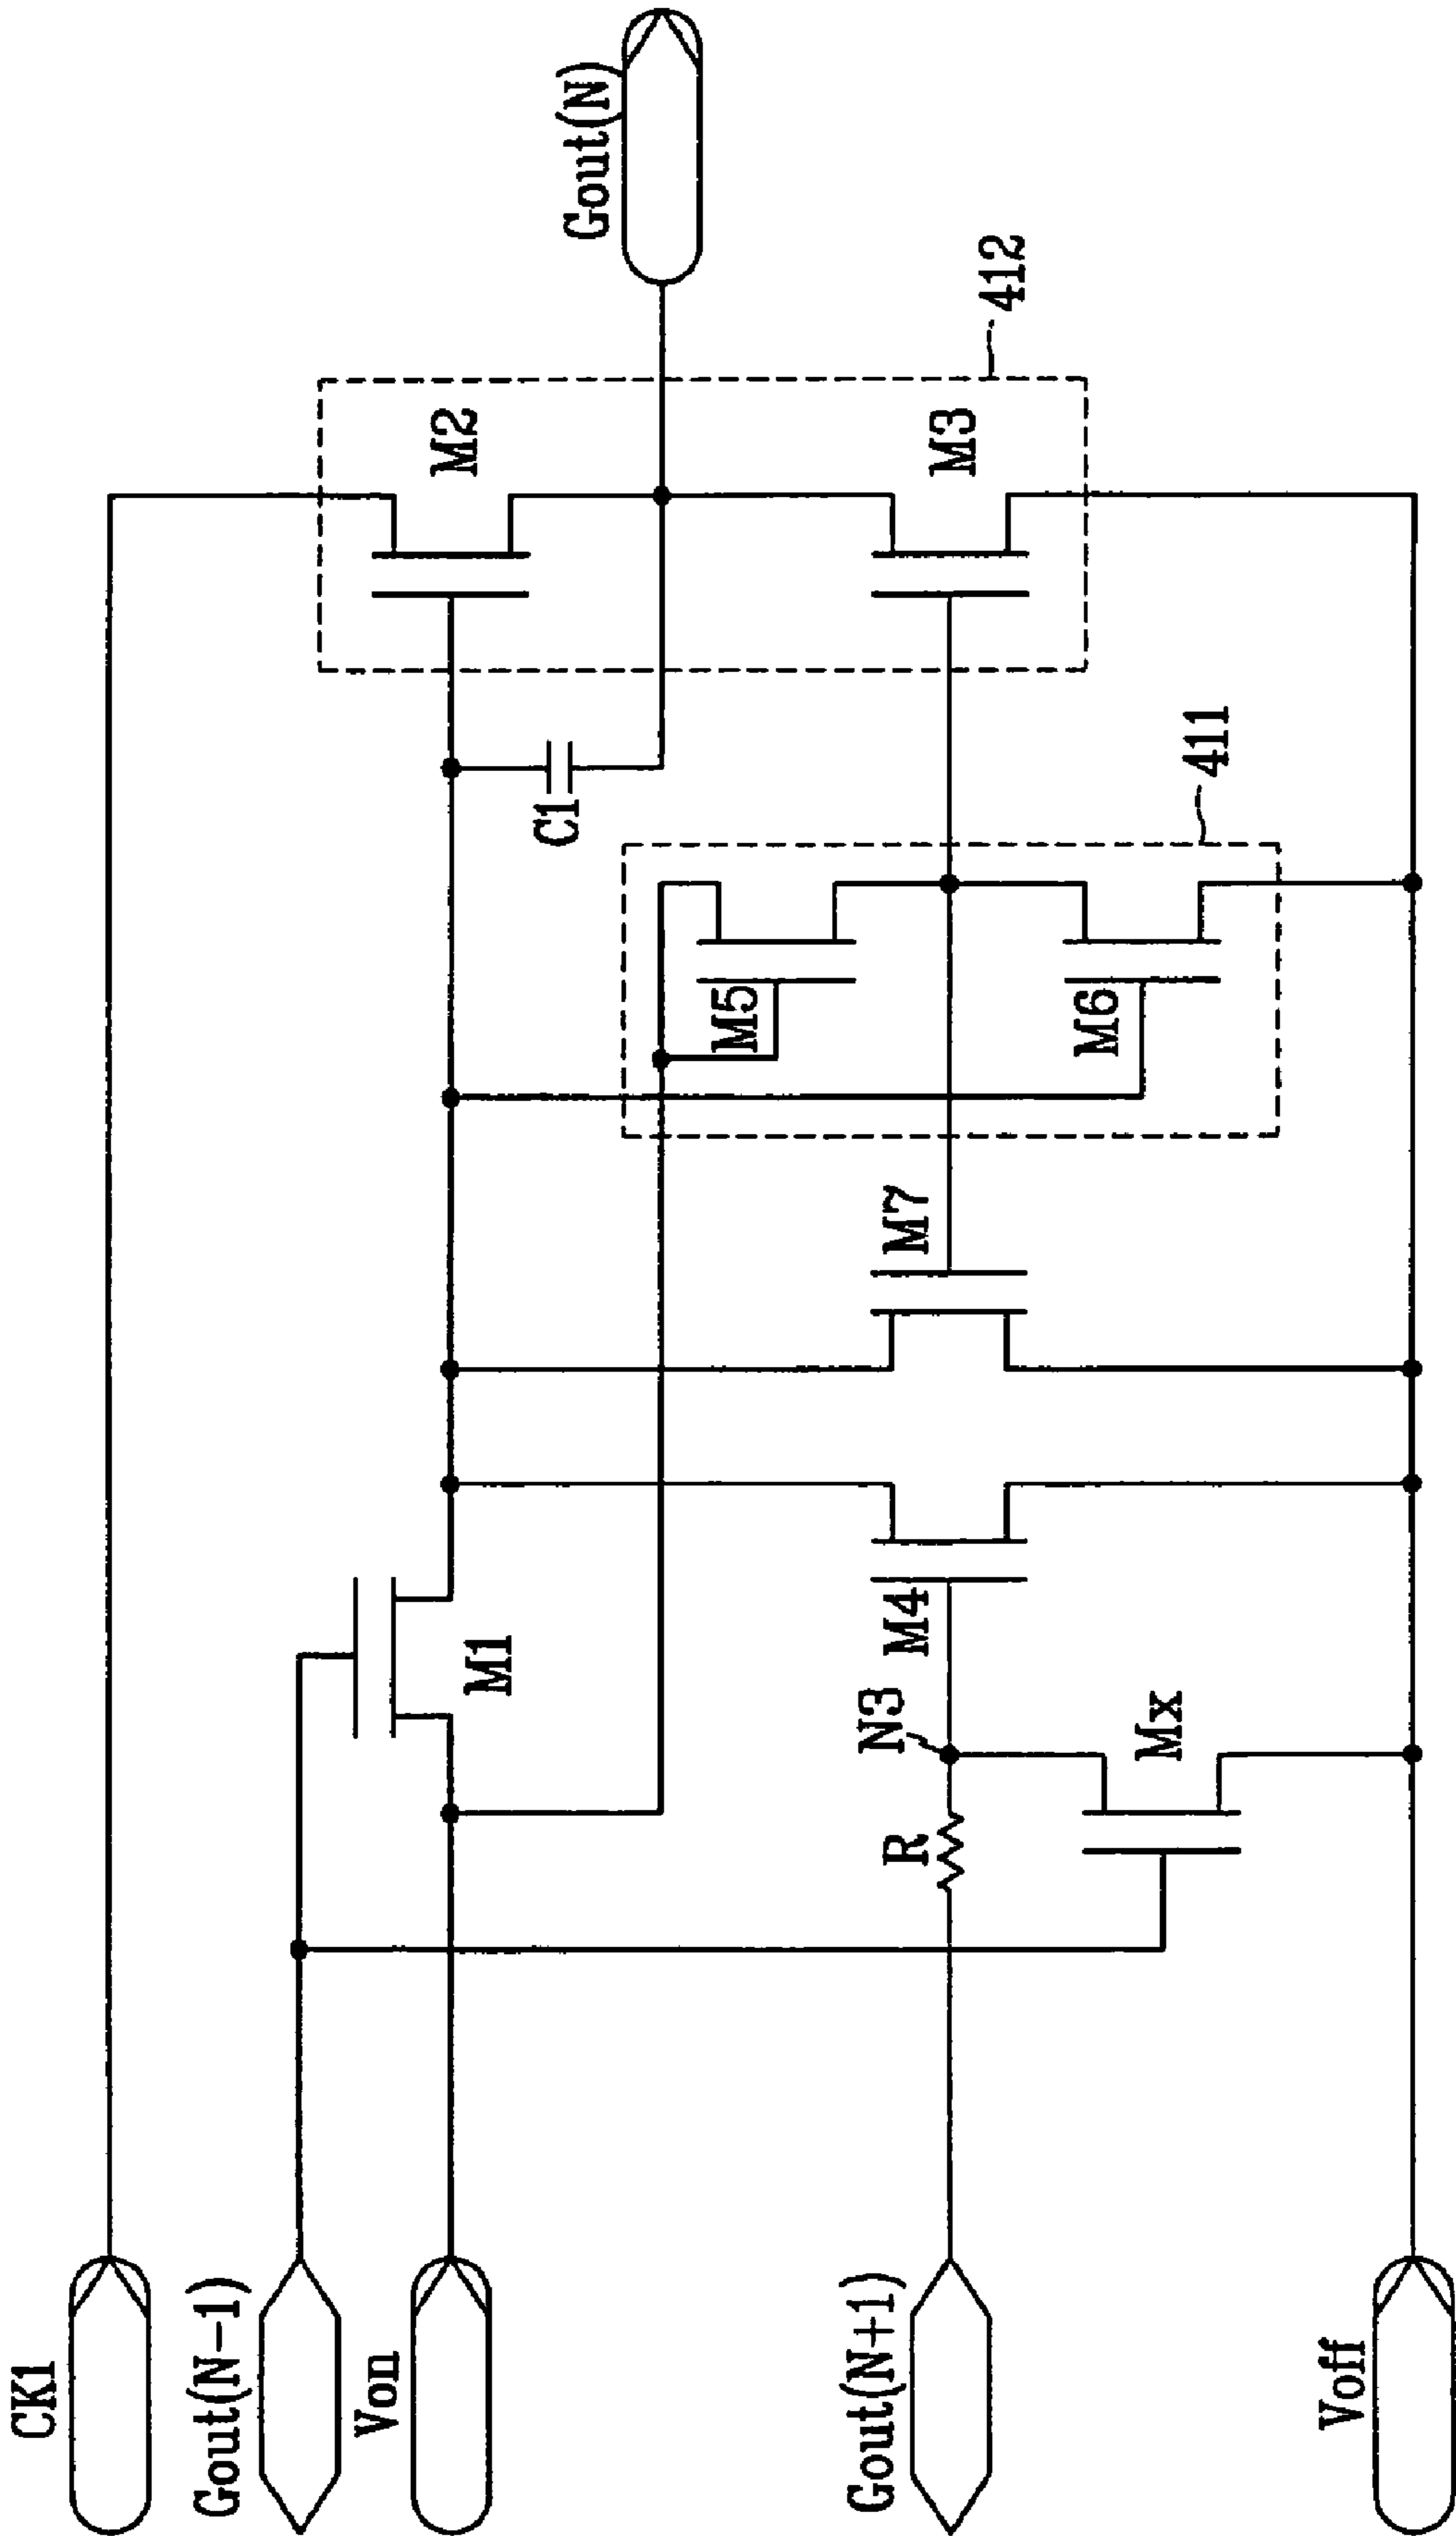 CK1
Gout(N-1)
Von
Gout(N+1)
Voff
M1
R
N3
Mx
M4
M7
M5
M6
411
C1
M2
M3
412
Gout(N)